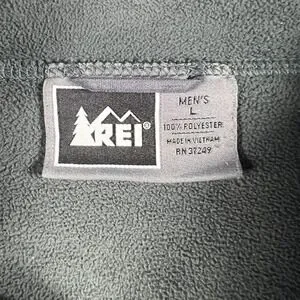 REI®
MEN'S
L
100% POLYESTER
MADE IN VIETNAM
RN 37249